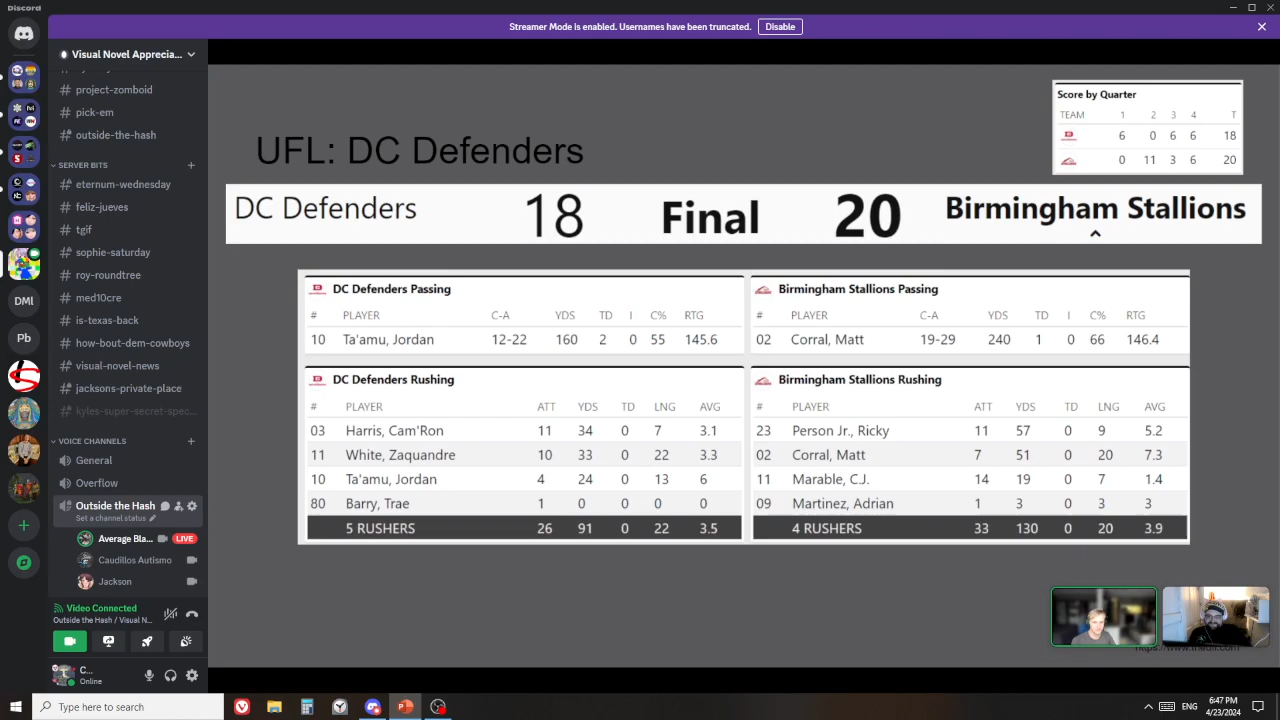 Discord
Streamer Mode is enabled. Usernames have been truncated. Disable
Visual Novel Apprecia...
project-zomboid
pick-em
outside-the-hash
SERVER BITS
eternum-wednesday
feliz-jueves
tgif
sophie-saturday
roy-roundtree
med10cre
is-texas-back
how-bout-dem-cowboys
visual-novel-news
jacksons-private-place
kyles-super-secret-spec...
VOICE CHANNELS
General
Overflow
Outside the Hash
Set a channel status
Average Bla... LIVE
Caudillos Autismo
Jackson
Video Connected
Outside the Hash / Visual N...
C...
Online
DMI
Pb
UFL: DC Defenders
Score by Quarter
TEAM 1 2 3 4 T
6 0 6 6 18
0 11 3 6 20
DC Defenders 18 Final 20 Birmingham Stallions
DC Defenders Passing
# PLAYER C-A YDS TD I C% RTG
10 Ta'amu, Jordan 12-22 160 2 0 55 145.6
Birmingham Stallions Passing
# PLAYER C-A YDS TD I C% RTG
02 Corral, Matt 19-29 240 1 0 66 146.4
DC Defenders Rushing
# PLAYER ATT YDS TD LNG AVG
03 Harris, Cam'Ron 11 34 0 7 3.1
11 White, Zaquandre 10 33 0 22 3.3
10 Ta'amu, Jordan 4 24 0 13 6
80 Barry, Trae 1 0 0 0 0
5 RUSHERS 26 91 0 22 3.5
Birmingham Stallions Rushing
# PLAYER ATT YDS TD LNG AVG
23 Person Jr., Ricky 11 57 0 9 5.2
02 Corral, Matt 7 51 0 20 7.3
11 Marable, C.J. 14 19 0 7 1.4
09 Martinez, Adrian 1 3 0 3 3
4 RUSHERS 33 130 0 20 3.9
Type here to search
6:47 PM
4/23/2024